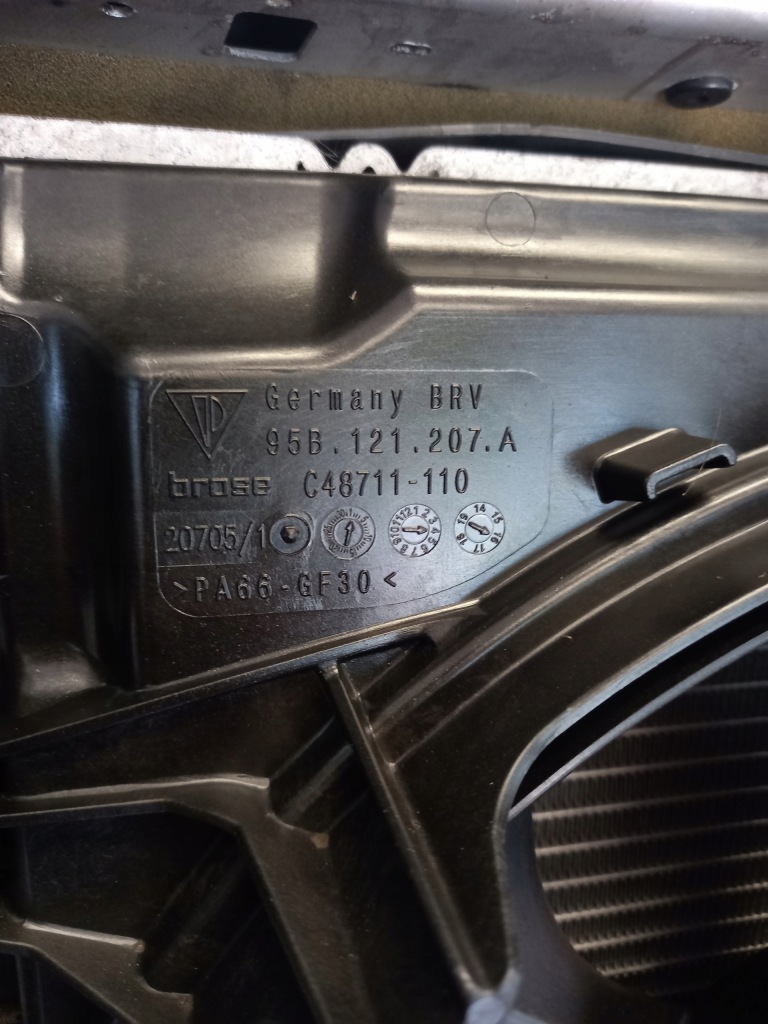 Germany BRV
95B.121.207.A
brose C48711-110
20705/1
>PA66-GF30<